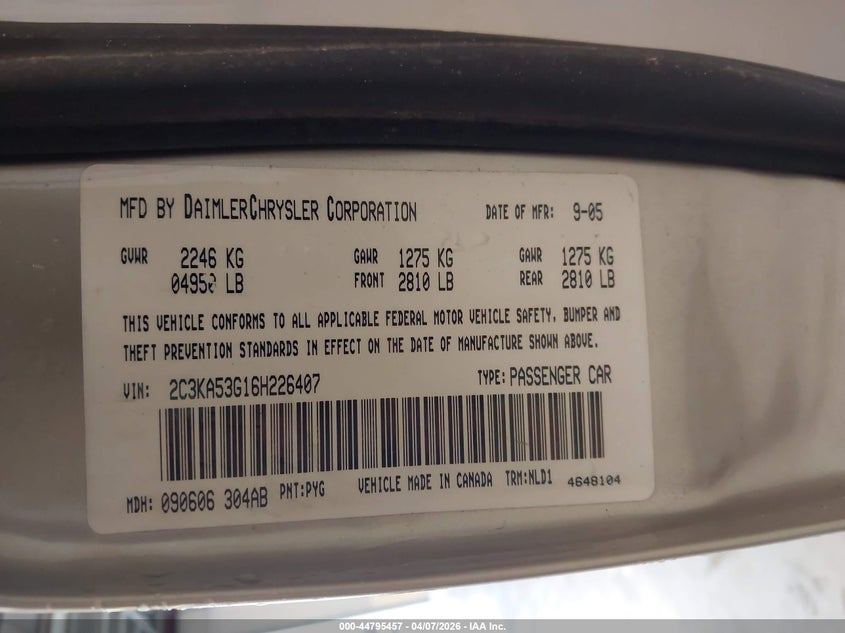 MFD BY DAIMLERCHRYSLER CORPORATION DATE OF MFR: 9-05
GVWR 2246 KG GAWR 1275 KG GAWR 1275 KG
LB FRONT 2810 LB REAR 2810 LB
THIS VEHICLE CONFORMS TO ALL APPLICABLE FEDERAL MOTOR VEHICLE SAFETY, BUMPER AND
THEFT PREVENTION STANDARDS IN EFFECT ON THE DATE OF MANUFACTURE SHOWN ABOVE.
VIN: 2C3KA53G16H226407 TYPE: PASSENGER CAR
MDH: 090606 304AB PNT:PYG VEHICLE MADE IN CANADA TRM:NLD1 4648104
000-44795457 - 04/07/2026 - IAA Inc.